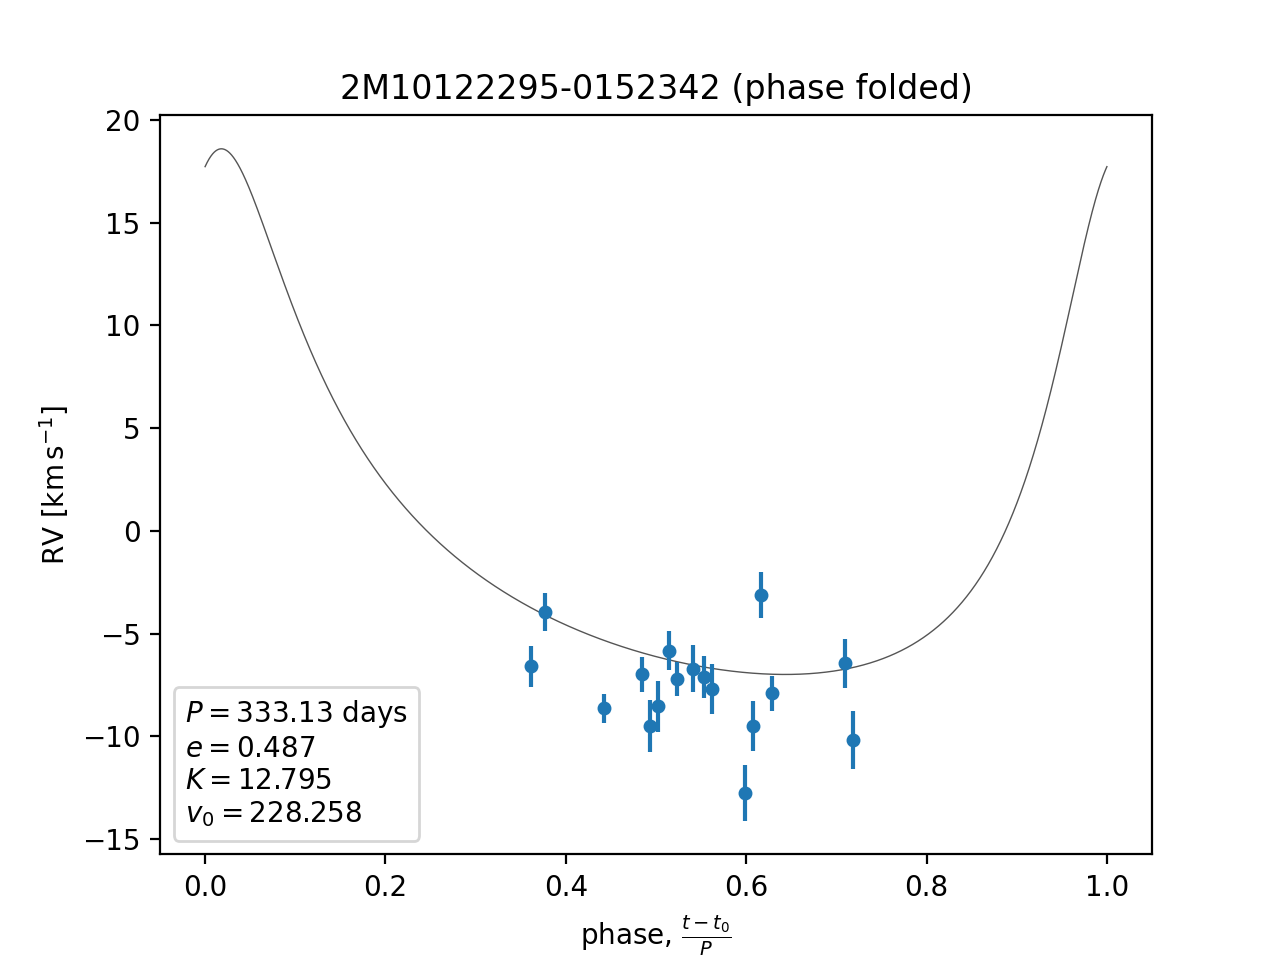 2M10122295-0152342 (phase folded)
20
15
10
5
0
−5
−10
−15
RV [km s⁻¹]
P = 333.13 days
e = 0.487
K = 12.795
v₀ = 228.258
0.0 0.2 0.4 0.6 0.8 1.0
phase, (t − t₀)/P